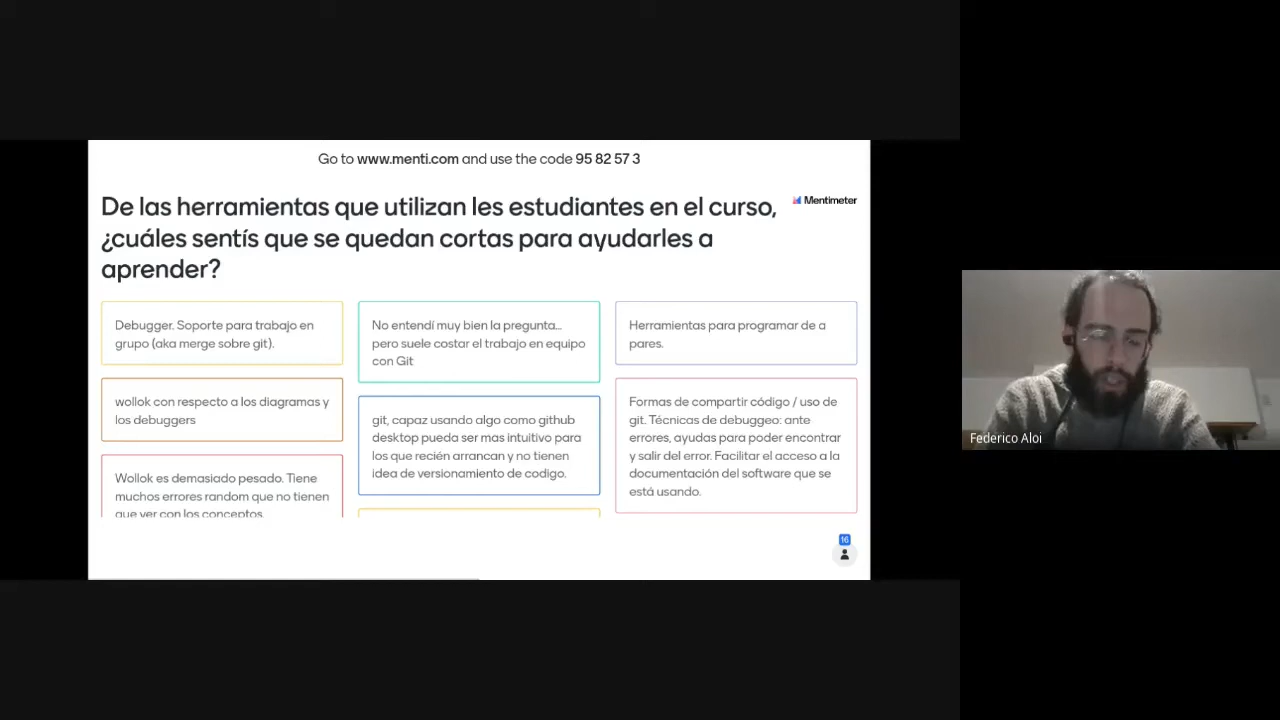 Go to www.menti.com and use the code 95 82 57 3
De las herramientas que utilizan les estudiantes en el curso,
¿cuáles sentís que se quedan cortas para ayudarles a
aprender?
Mentimeter
Debugger. Soporte para trabajo en
grupo (aka merge sobre git).
wollok con respecto a los diagramas y
los debuggers
Wollok es demasiado pesado. Tiene
muchos errores random que no tienen
que ver con los conceptos.
No entendí muy bien la pregunta...
pero suele costar el trabajo en equipo
con Git
git, capaz usando algo como github
desktop pueda ser mas intuitivo para
los que recién arrancan y no tienen
idea de versionamiento de codigo.
Herramientas para programar de a
pares.
Formas de compartir código / uso de
git. Técnicas de debuggeo: ante
errores, ayudas para poder encontrar
y salir del error. Facilitar el acceso a la
documentación del software que se
está usando.
16
Federico Aloi